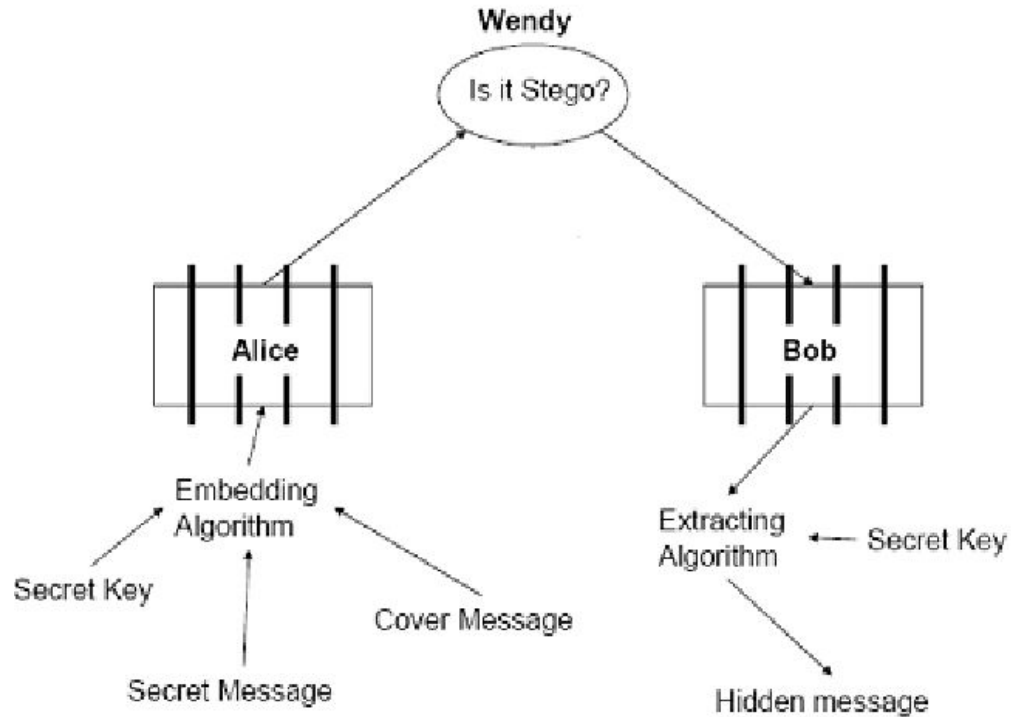 Wendy
Is it Stego?
Alice
Bob
Embedding
Algorithm
Secret Key
Secret Message
Cover Message
Extracting
Algorithm
Secret Key
Hidden message